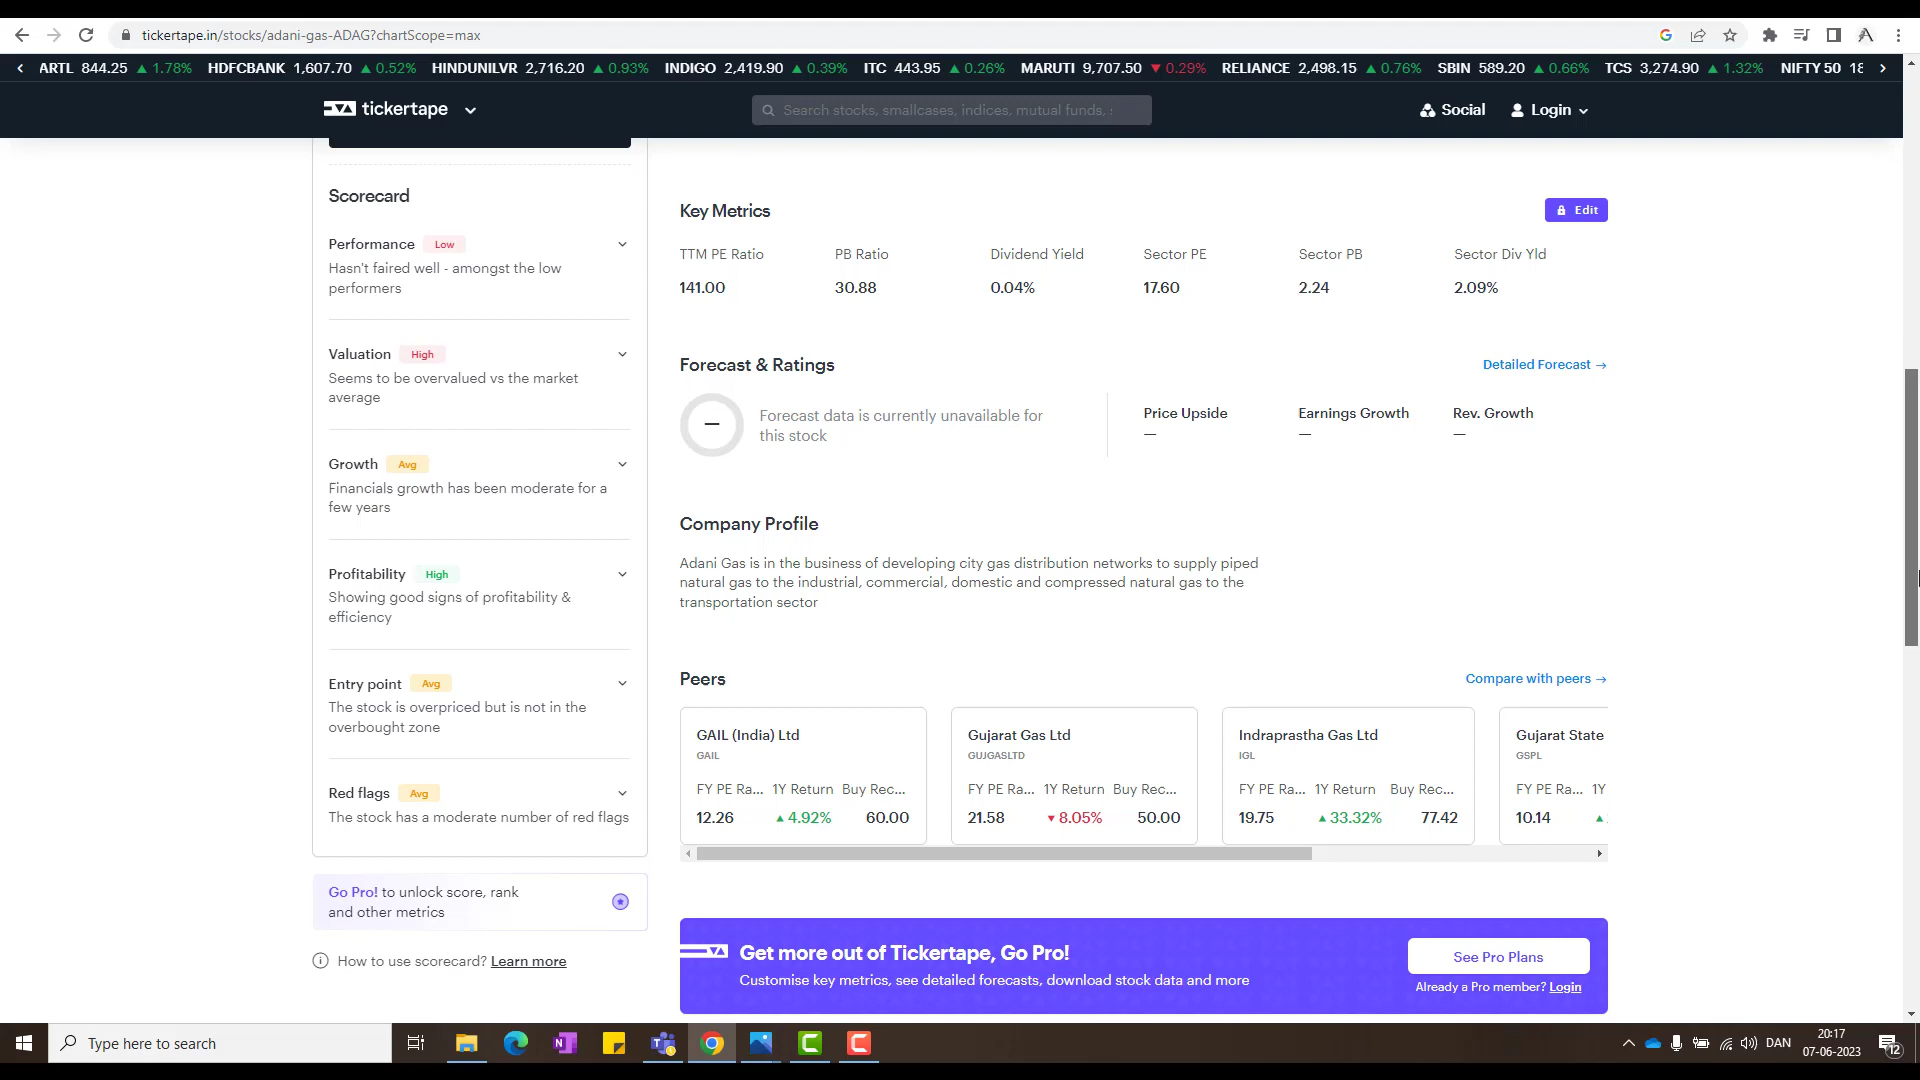 tickertape.in/stocks/adani-gas-ADAG?chartScope=max
ARTL 844.25 ▲ 1.78% HDFCBANK 1,607.70 ▲ 0.52% HINDUNILVR 2,716.20 ▲ 0.93% INDIGO 2,419.90 ▲ 0.39% ITC 443.95 ▲ 0.26% MARUTI 9,707.50 ▼ 0.29% RELIANCE 2,498.15 ▲ 0.76% SBIN 589.20 ▲ 0.66% TCS 3,274.90 ▲ 1.32% NIFTY 50 18
tickertape
Search stocks, smallcases, indices, mutual funds,
Social
Login
Scorecard
Performance Low
Hasn't faired well - amongst the low
performers
Valuation High
Seems to be overvalued vs the market
average
Growth Avg
Financials growth has been moderate for a
few years
Profitability High
Showing good signs of profitability &
efficiency
Entry point Avg
The stock is overpriced but is not in the
overbought zone
Red flags Avg
The stock has a moderate number of red flags
Go Pro! to unlock score, rank
and other metrics
How to use scorecard? Learn more
Key Metrics
Edit
TTM PE Ratio PB Ratio Dividend Yield Sector PE Sector PB Sector Div Yld
141.00 30.88 0.04% 17.60 2.24 2.09%
Forecast & Ratings
Detailed Forecast →
Forecast data is currently unavailable for
this stock
Price Upside Earnings Growth Rev. Growth
— — —
Company Profile
Adani Gas is in the business of developing city gas distribution networks to supply piped
natural gas to the industrial, commercial, domestic and compressed natural gas to the
transportation sector
Peers
Compare with peers →
GAIL (India) Ltd
GAIL
FY PE Ra... 1Y Return Buy Rec...
12.26 ▲ 4.92% 60.00
Gujarat Gas Ltd
GUJGASLTD
FY PE Ra... 1Y Return Buy Rec...
21.58 ▼ 8.05% 50.00
Indraprastha Gas Ltd
IGL
FY PE Ra... 1Y Return Buy Rec...
19.75 ▲ 33.32% 77.42
Gujarat State
GSPL
FY PE Ra... 1Y
10.14 ▲
Get more out of Tickertape, Go Pro!
Customise key metrics, see detailed forecasts, download stock data and more
See Pro Plans
Already a Pro member? Login
Type here to search
DAN
20:17
07-06-2023
12